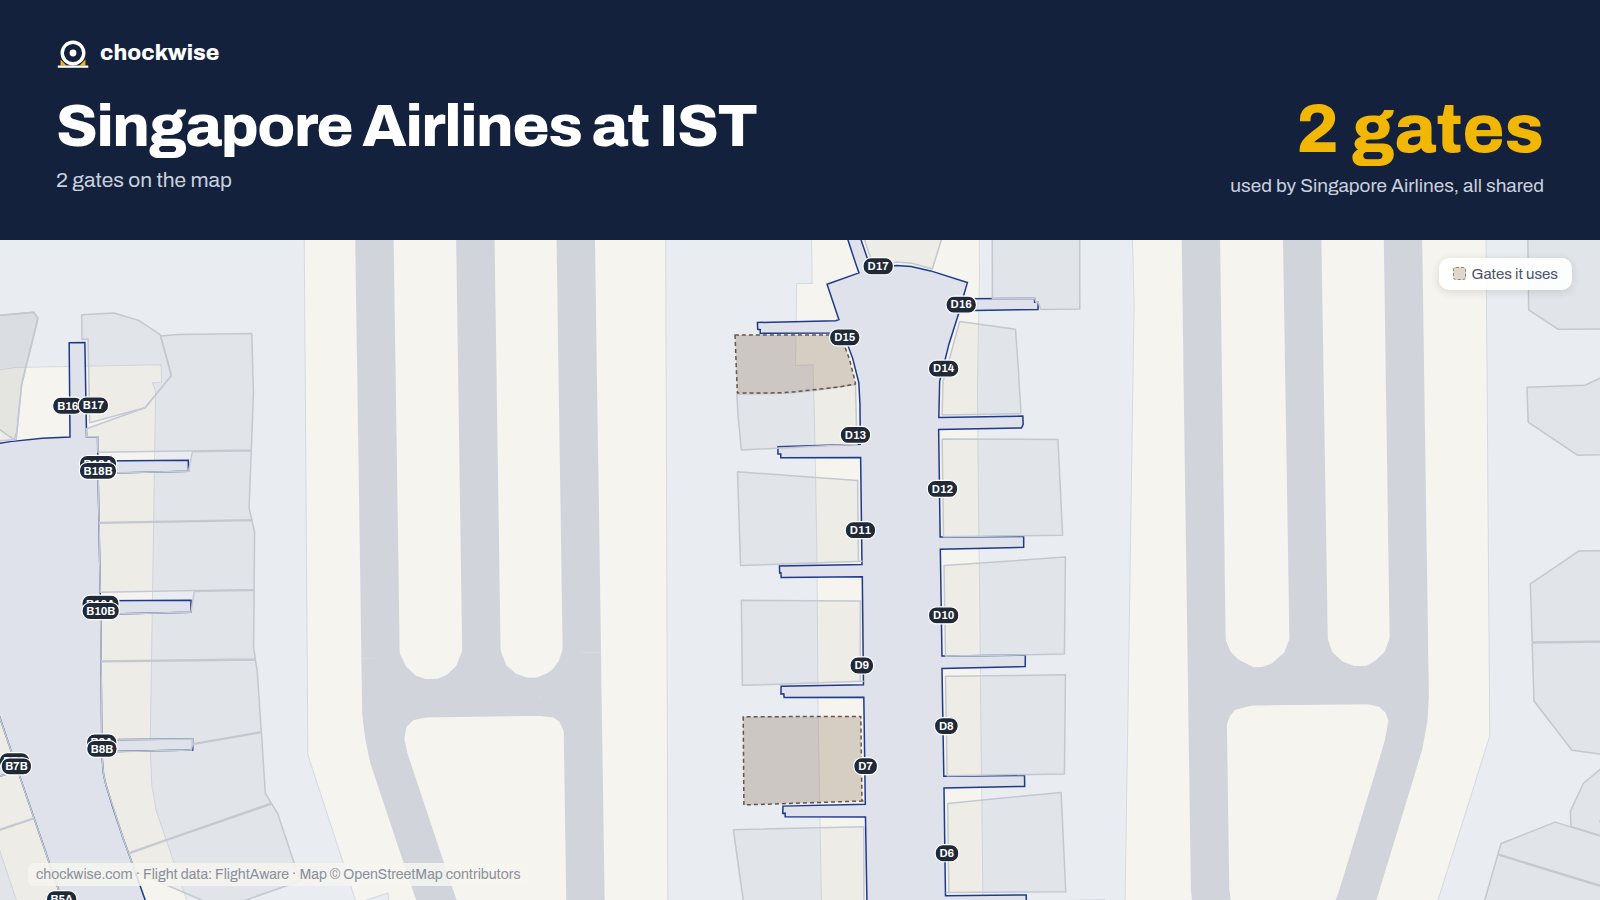 chockwise
Singapore Airlines at IST
2 gates on the map
2 gates
used by Singapore Airlines, all shared
Gates it uses
D17
D16
D15
D14
B16
B17
D13
B18B
D12
D11
B10B
D10
D9
D8
B8B
B7B
D7
D6
chockwise.com · Flight data: FlightAware · Map © OpenStreetMap contributors
B5A